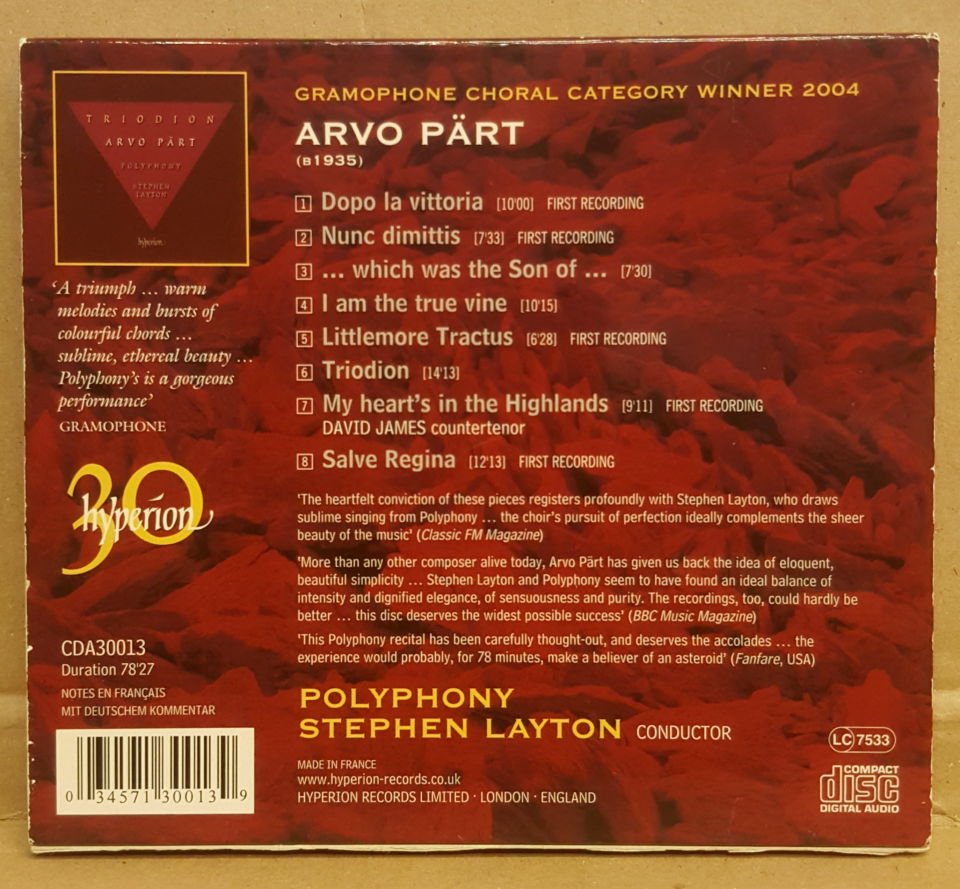 TRIODION
ARVO PÄRT
POLYPHONY
STEPHEN
LAYTON
hyperion
'A triumph … warm
melodies and bursts of
colourful chords …
sublime, ethereal beauty …
Polyphony's is a gorgeous
performance'
GRAMOPHONE
30
hyperion
CDA30013
Duration 78'27
NOTES EN FRANÇAIS
MIT DEUTSCHEM KOMMENTAR
0 34571 30013 9
GRAMOPHONE CHORAL CATEGORY WINNER 2004
ARVO PÄRT
(B1935)
1 Dopo la vittoria [10'00] FIRST RECORDING
2 Nunc dimittis [7'33] FIRST RECORDING
3 … which was the Son of … [7'30]
4 I am the true vine [10'15]
5 Littlemore Tractus [6'28] FIRST RECORDING
6 Triodion [14'13]
7 My heart's in the Highlands [9'11] FIRST RECORDING
DAVID JAMES countertenor
8 Salve Regina [12'13] FIRST RECORDING
'The heartfelt conviction of these pieces registers profoundly with Stephen Layton, who draws
sublime singing from Polyphony … the choir's pursuit of perfection ideally complements the sheer
beauty of the music' (Classic FM Magazine)
'More than any other composer alive today, Arvo Pärt has given us back the idea of eloquent,
beautiful simplicity … Stephen Layton and Polyphony seem to have found an ideal balance of
intensity and dignified elegance, of sensuousness and purity. The recordings, too, could hardly be
better … this disc deserves the widest possible success' (BBC Music Magazine)
'This Polyphony recital has been carefully thought-out, and deserves the accolades … the
experience would probably, for 78 minutes, make a believer of an asteroid' (Fanfare, USA)
POLYPHONY
STEPHEN LAYTON CONDUCTOR
MADE IN FRANCE
www.hyperion-records.co.uk
HYPERION RECORDS LIMITED · LONDON · ENGLAND
LC 7533
COMPACT
disc
DIGITAL AUDIO